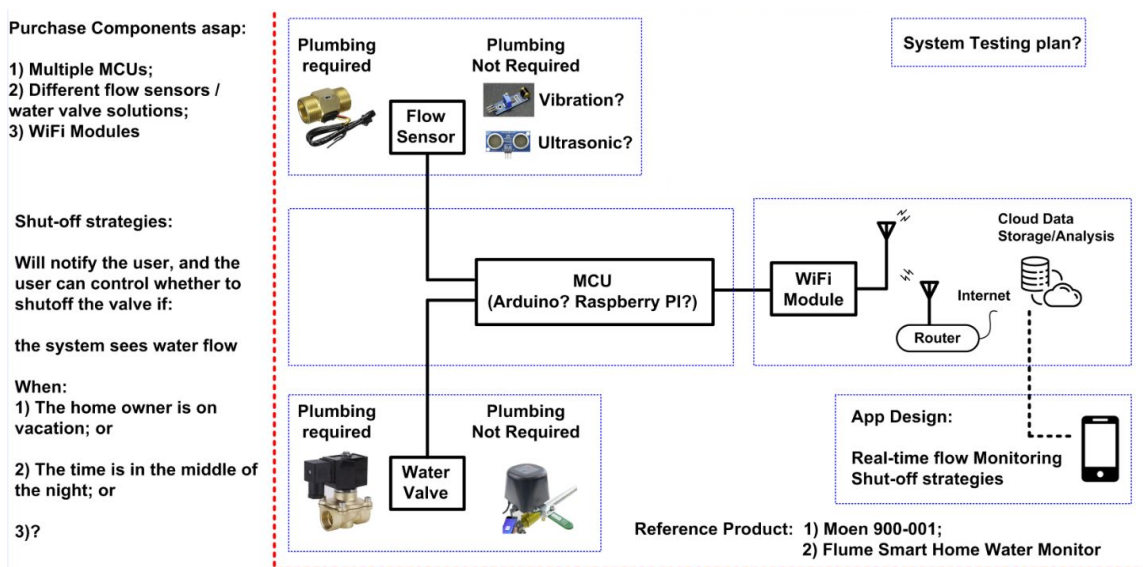 Purchase Components asap:
1) Multiple MCUs;
2) Different flow sensors /
water valve solutions;
3) WiFi Modules
Shut-off strategies:
Will notify the user, and the
user can control whether to
shutoff the valve if:
the system sees water flow
When:
1) The home owner is on
vacation; or
2) The time is in the middle of
the night; or
3)?
Plumbing
required
Plumbing
Not Required
Flow
Sensor
Vibration?
Ultrasonic?
System Testing plan?
MCU
(Arduino? Raspberry PI?)
WiFi
Module
Cloud Data
Storage/Analysis
Internet
Router
Plumbing
required
Plumbing
Not Required
Water
Valve
App Design:
Real-time flow Monitoring
Shut-off strategies
Reference Product: 1) Moen 900-001;
2) Flume Smart Home Water Monitor